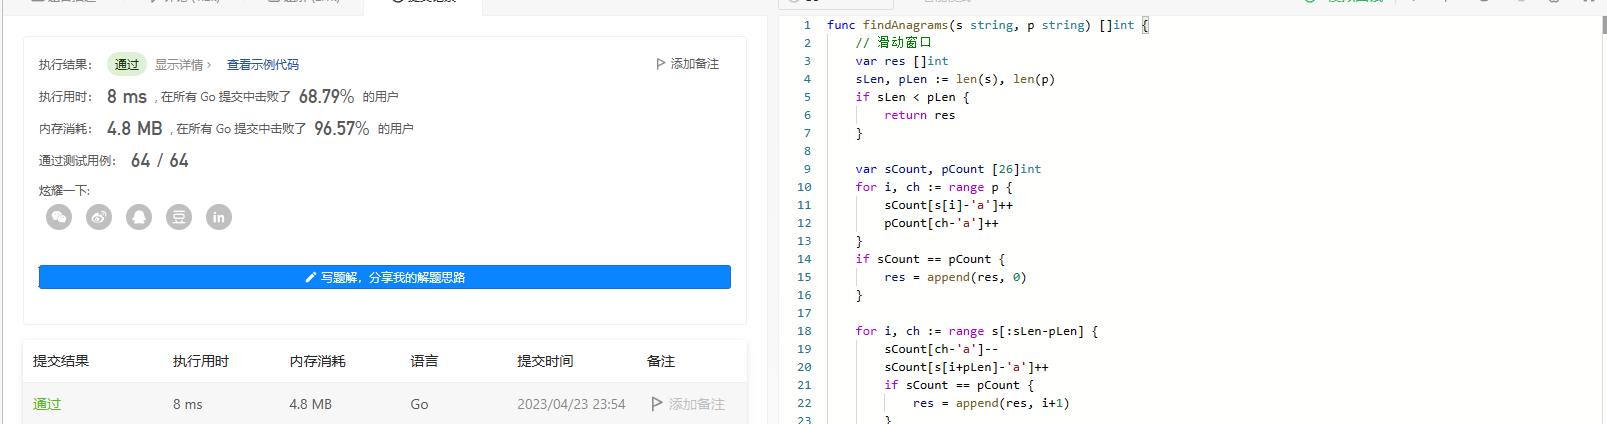 执行结果： 通过 显示详情 › 查看示例代码 添加备注
执行用时： 8 ms , 在所有 Go 提交中击败了 68.79% 的用户
内存消耗： 4.8 MB , 在所有 Go 提交中击败了 96.57% 的用户
通过测试用例： 64 / 64
炫耀一下:
写题解，分享我的解题思路
提交结果 执行用时 内存消耗 语言 提交时间 备注
通过 8 ms 4.8 MB Go 2023/04/23 23:54 添加备注
1 func findAnagrams(s string, p string) []int {
2 // 滑动窗口
3 var res []int
4 sLen, pLen := len(s), len(p)
5 if sLen < pLen {
6 return res
7 }
8
9 var sCount, pCount [26]int
10 for i, ch := range p {
11 sCount[s[i]-'a']++
12 pCount[ch-'a']++
13 }
14 if sCount == pCount {
15 res = append(res, 0)
16 }
17
18 for i, ch := range s[:sLen-pLen] {
19 sCount[ch-'a']--
20 sCount[s[i+pLen]-'a']++
21 if sCount == pCount {
22 res = append(res, i+1)
23 }